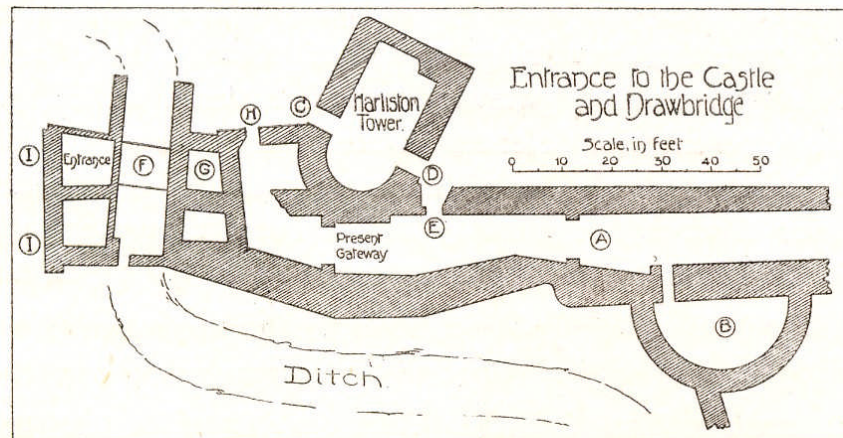 Entrance to the Castle
and Drawbridge
Scale, in feet
0 10 20 30 40 50
Harliston
Tower.
C
H
I
Entrance
F
G
D
E
I
Present
Gateway
A
B
Ditch.